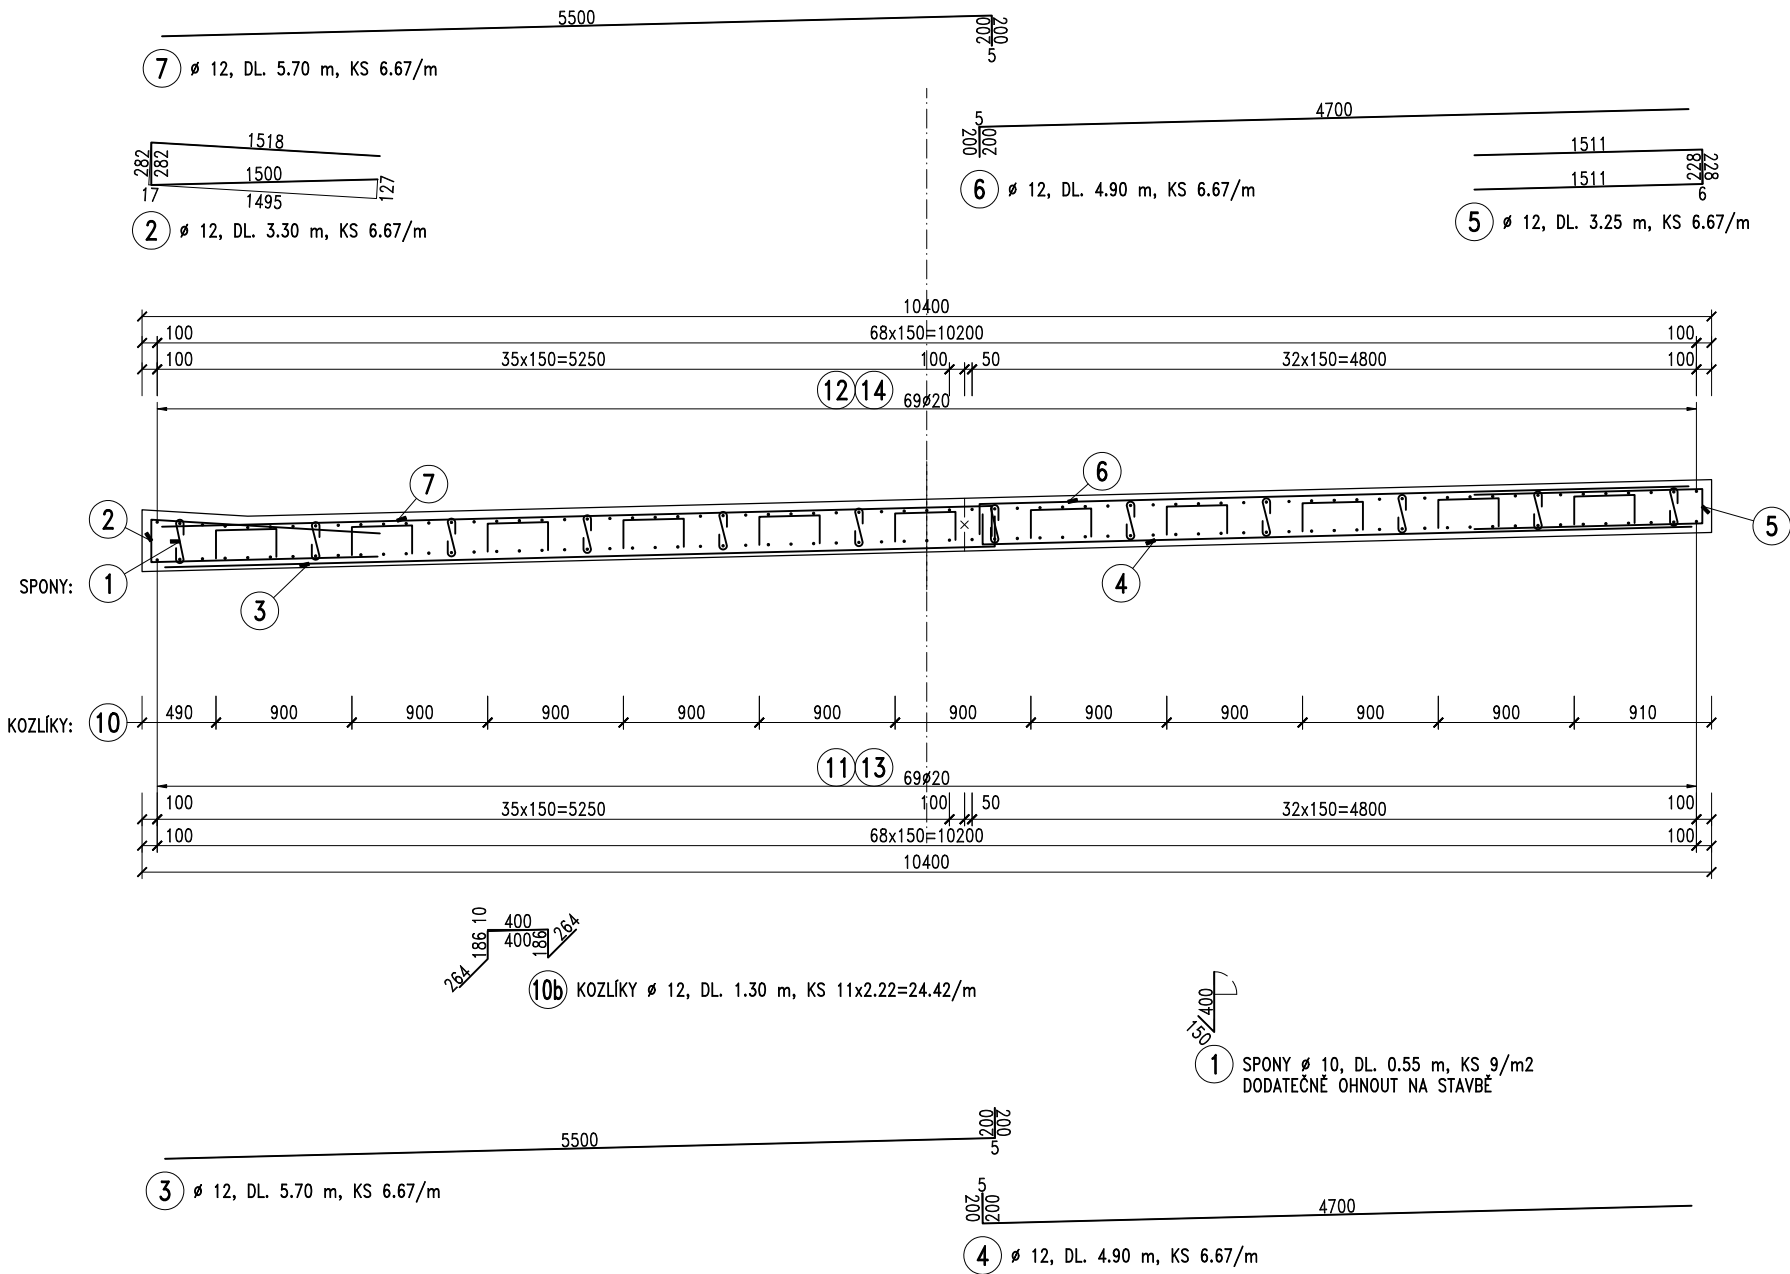 5500
200
200
5
7 ø 12, DL. 5.70 m, KS 6.67/m
5
4700
200
200
6 ø 12, DL. 4.90 m, KS 6.67/m
1518
282
282
1500
1495
127
17
2 ø 12, DL. 3.30 m, KS 6.67/m
1511
1511
228
228
6
5 ø 12, DL. 3.25 m, KS 6.67/m
10400
100 68x150=10200 100
100 35x150=5250 100 50 32x150=4800 100
12 14 69ø20
7
6
2
5
SPONY: 1
3
4
KOZLÍKY: 10 490 900 900 900 900 900 900 900 900 900 900 910
11 13 69ø20
100 35x150=5250 100 50 32x150=4800 100
100 68x150=10200 100
10400
10
400
400
186
186
264
264
10b KOZLÍKY ø 12, DL. 1.30 m, KS 11x2.22=24.42/m
400
150
1 SPONY ø 10, DL. 0.55 m, KS 9/m2
DODATEČNĚ OHNOUT NA STAVBĚ
5500
200
200
5
3 ø 12, DL. 5.70 m, KS 6.67/m
5
200
200
4700
4 ø 12, DL. 4.90 m, KS 6.67/m